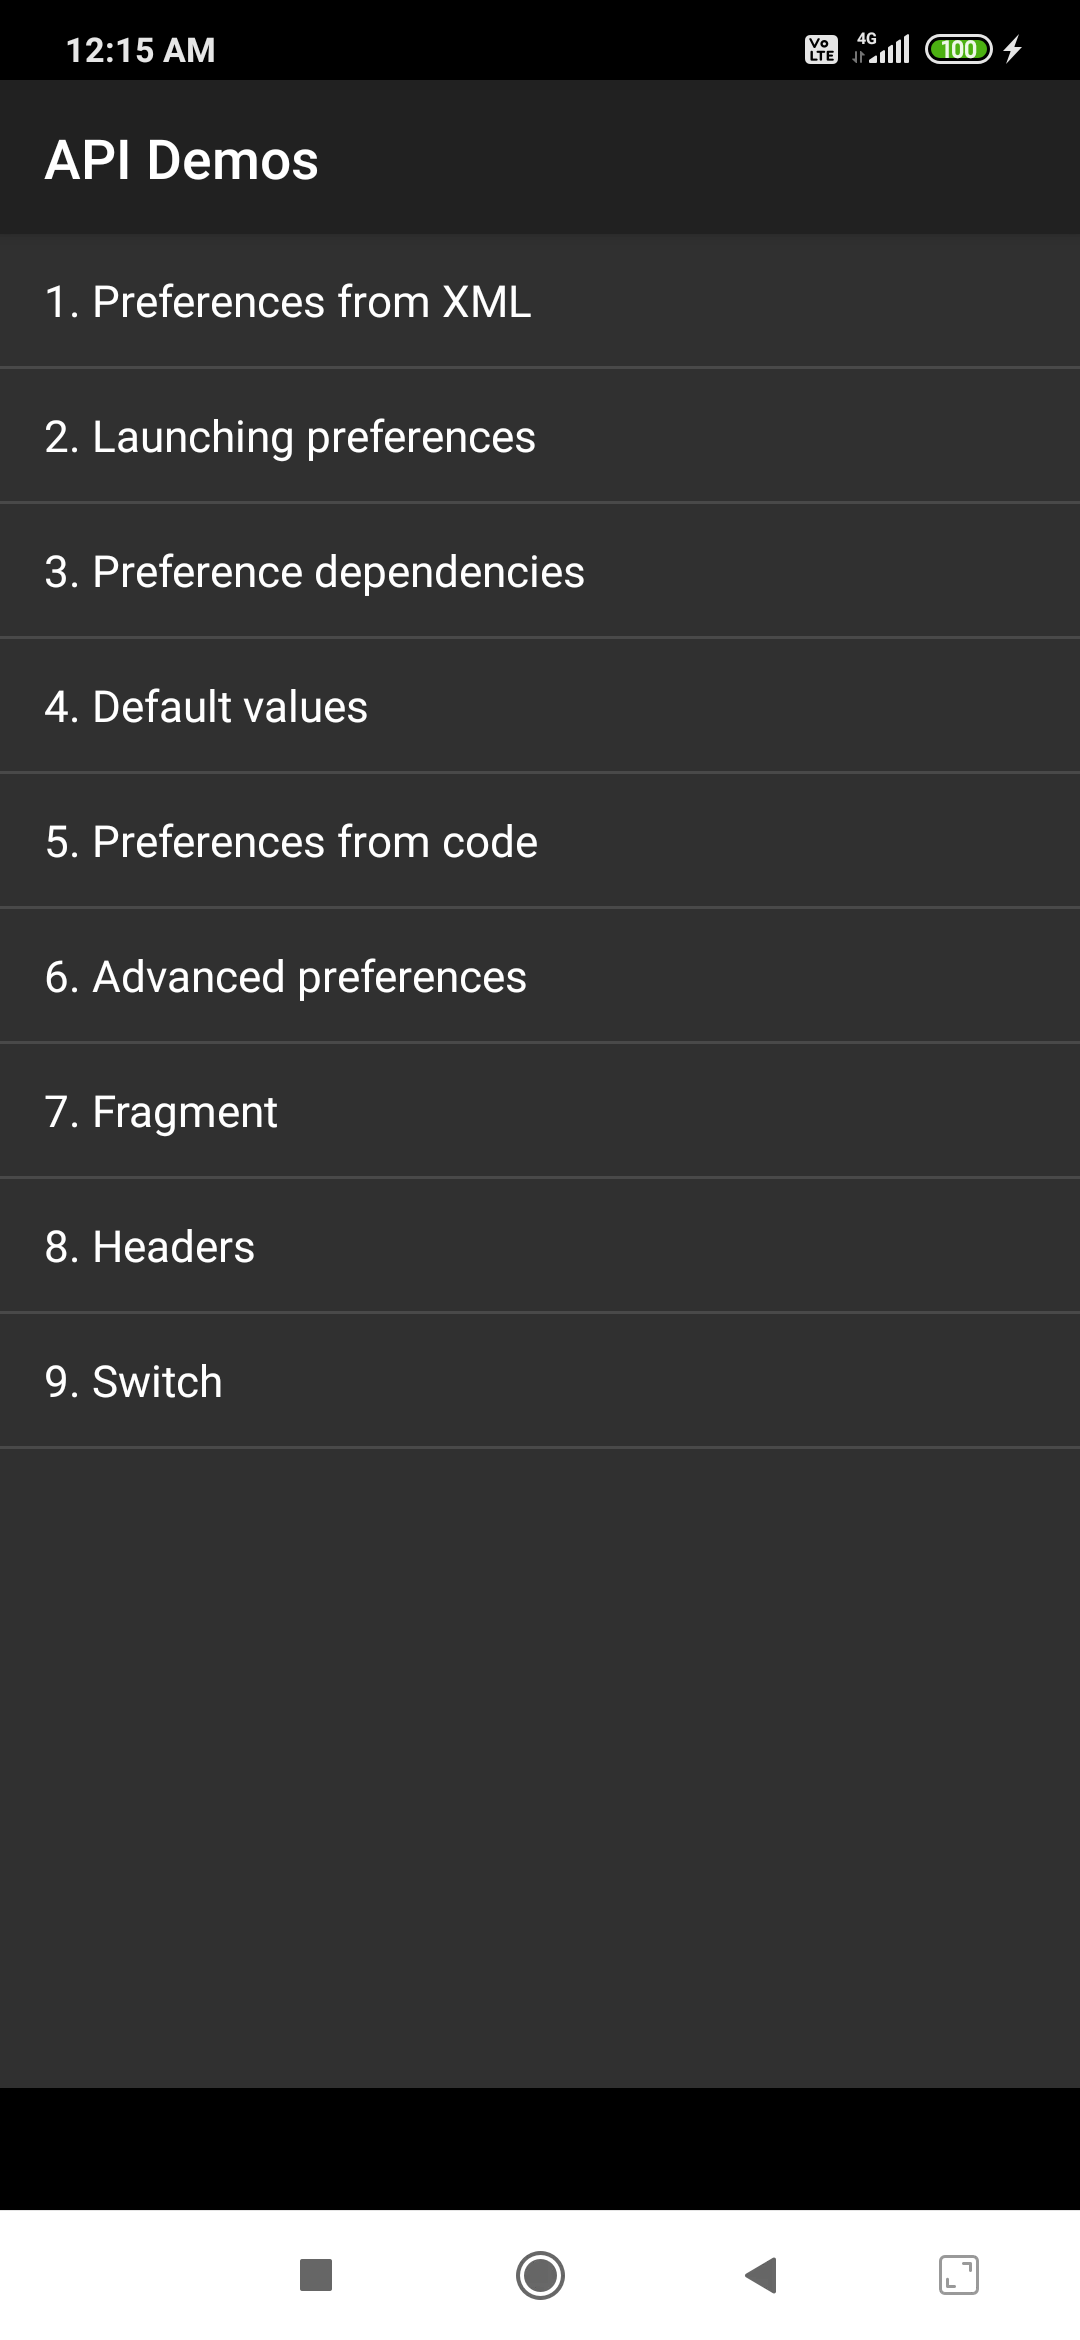 12:15 AM
Vo LTE
4G
100
API Demos
1. Preferences from XML
2. Launching preferences
3. Preference dependencies
4. Default values
5. Preferences from code
6. Advanced preferences
7. Fragment
8. Headers
9. Switch